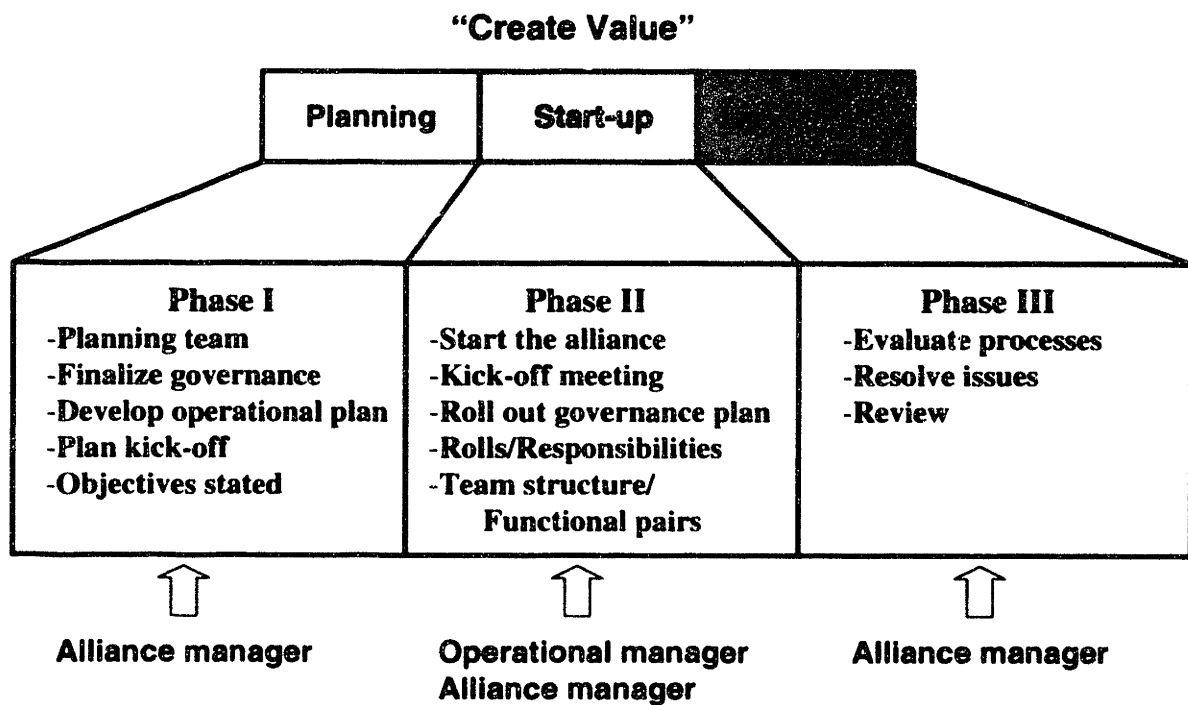 “Create Value”
Planning
Start-up
Phase I
-Planning team
-Finalize governance
-Develop operational plan
-Plan kick-off
-Objectives stated
Phase II
-Start the alliance
-Kick-off meeting
-Roll out governance plan
-Rolls/Responsibilities
-Team structure/
Functional pairs
Phase III
-Evaluate processes
-Resolve issues
-Review
Alliance manager
Operational manager
Alliance manager
Alliance manager